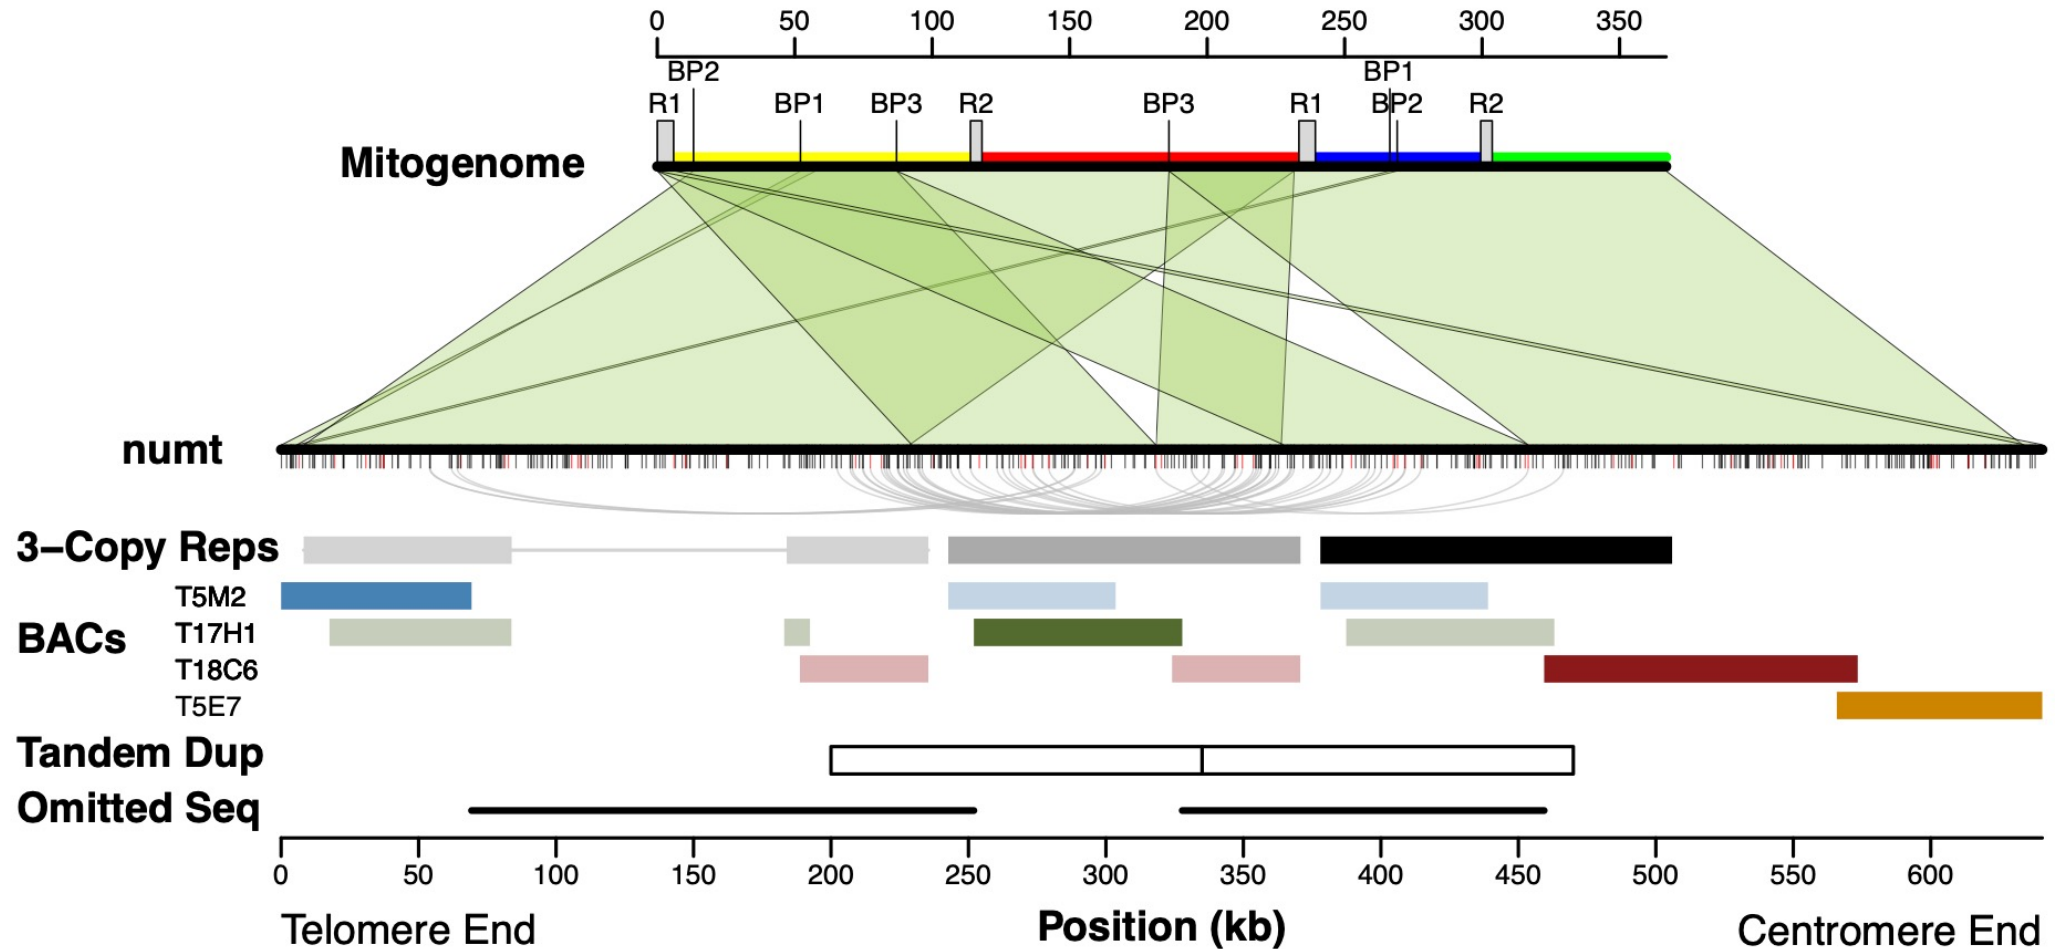 0 50 100 150 200 250 300 350
BP2 BP1
R1 BP1 BP3 R2 BP3 R1 BP2 R2
Mitogenome
numt
3−Copy Reps
T5M2
BACs
T17H1
T18C6
T5E7
Tandem Dup
Omitted Seq
0 50 100 150 200 250 300 350 400 450 500 550 600
Telomere End Position (kb) Centromere End